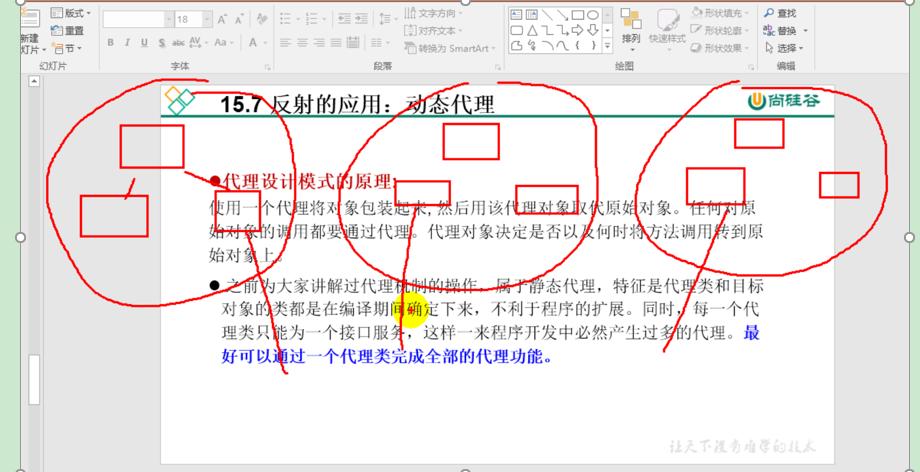 新建 版式 重置 灯片 节
18
B I U S abc AV Aa A
文字方向
对齐文本
转换为 SmartArt
排列 快速样式
形状填充
形状轮廓
形状效果
查找
替换
选择
幻灯片 字体 段落 绘图 编辑
15.7 反射的应用：动态代理
尚硅谷
●代理设计模式的原理:
使用一个代理将对象包装起来,然后用该代理对象取代原始对象。任何对原
始对象的调用都要通过代理。代理对象决定是否以及何时将方法调用转到原
始对象上。
● 之前为大家讲解过代理机制的操作，属于静态代理，特征是代理类和目标
对象的类都是在编译期间确定下来，不利于程序的扩展。同时，每一个代
理类只能为一个接口服务，这样一来程序开发中必然产生过多的代理。最
好可以通过一个代理类完成全部的代理功能。
让天下没有难学的技术